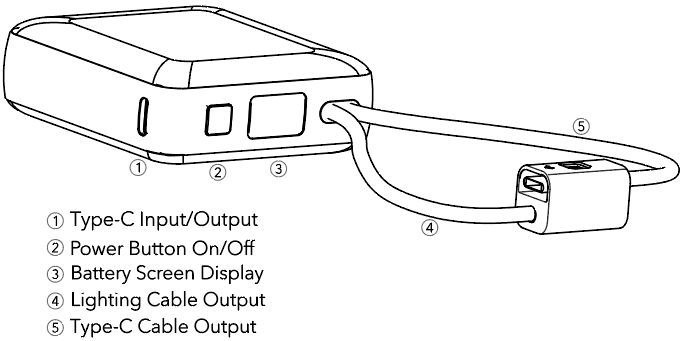 ⑤
① ② ③
④
① Type-C Input/Output
② Power Button On/Off
③ Battery Screen Display
④ Lighting Cable Output
⑤ Type-C Cable Output